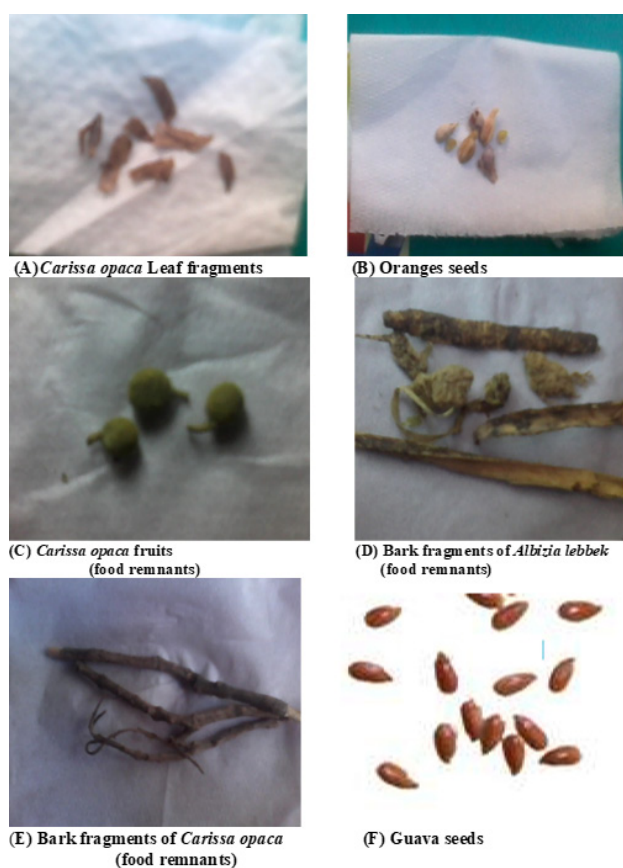 (A)Carissa opaca Leaf fragments
(B) Oranges seeds
(C) Carissa opaca fruits
(food remnants)
(D) Bark fragments of Albizia lebbek
(food remnants)
(E) Bark fragments of Carissa opaca
(food remnants)
(F) Guava seeds